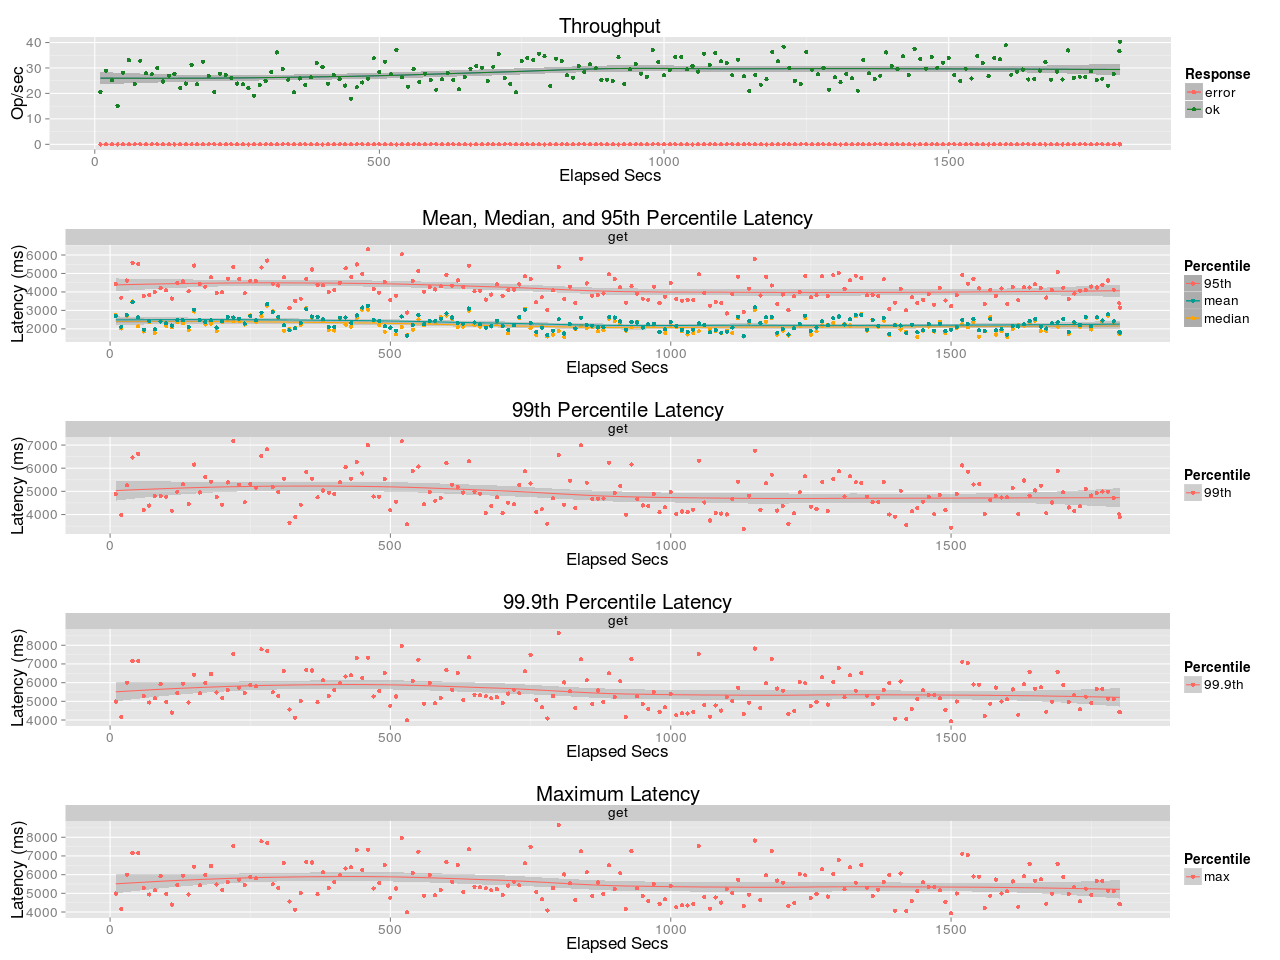 Throughput
40
30
20
10
0
Op/sec
0 500 1000 1500
Elapsed Secs
Response
error
ok
Mean, Median, and 95th Percentile Latency
get
6000
5000
4000
3000
2000
Latency (ms)
0 500 1000 1500
Elapsed Secs
Percentile
95th
mean
median
99th Percentile Latency
get
7000
6000
5000
4000
Latency (ms)
0 500 1000 1500
Elapsed Secs
Percentile
99th
99.9th Percentile Latency
get
8000
7000
6000
5000
4000
Latency (ms)
0 500 1000 1500
Elapsed Secs
Percentile
99.9th
Maximum Latency
get
8000
7000
6000
5000
4000
Latency (ms)
0 500 1000 1500
Elapsed Secs
Percentile
max